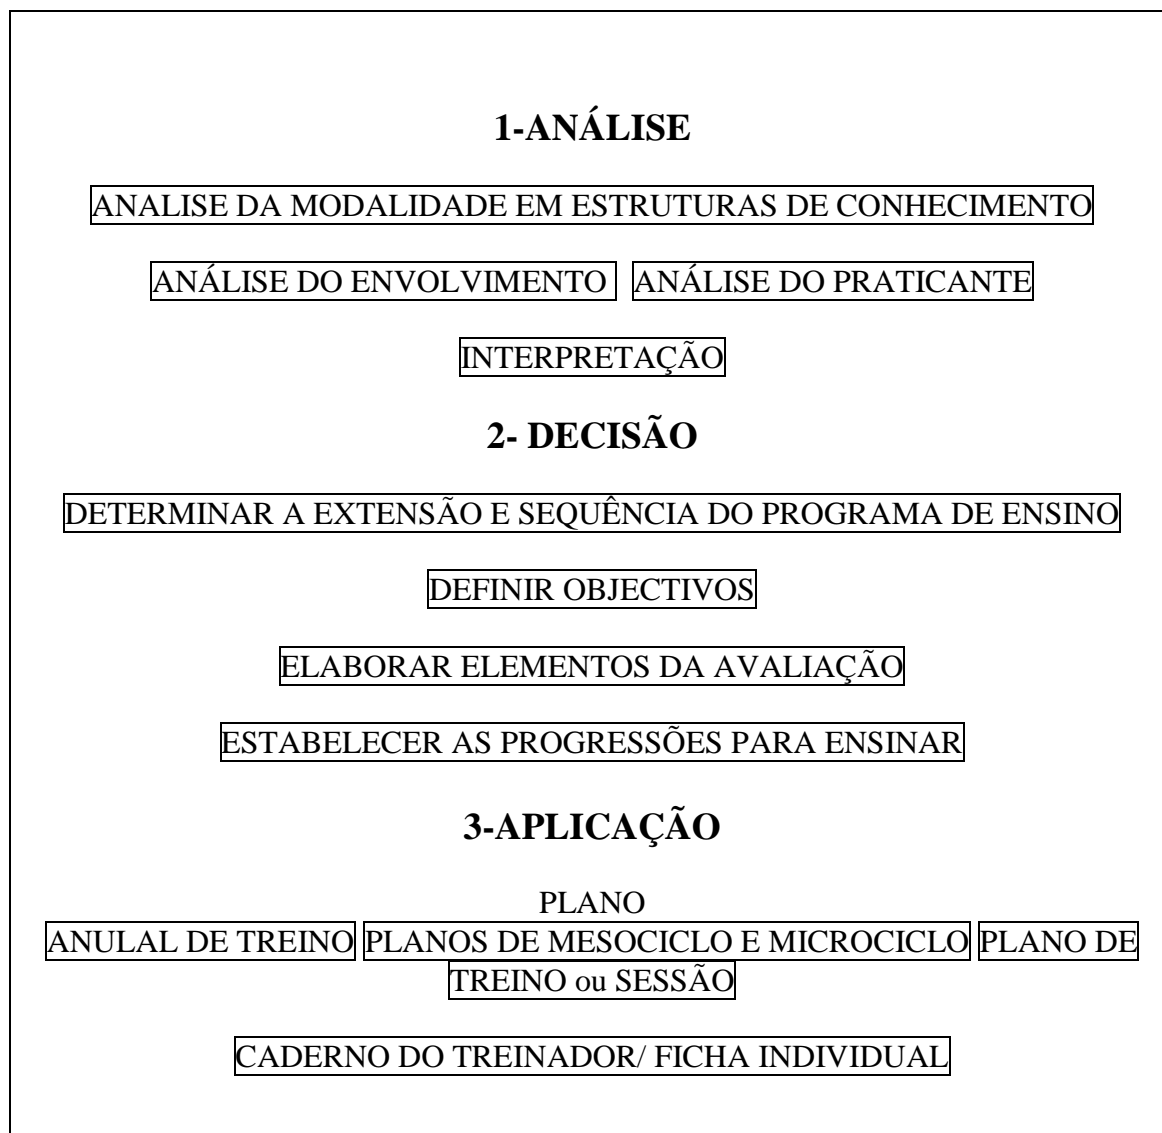 1-ANÁLISE
ANALISE DA MODALIDADE EM ESTRUTURAS DE CONHECIMENTO
ANÁLISE DO ENVOLVIMENTO ANÁLISE DO PRATICANTE
INTERPRETAÇÃO
2- DECISÃO
DETERMINAR A EXTENSÃO E SEQUÊNCIA DO PROGRAMA DE ENSINO
DEFINIR OBJECTIVOS
ELABORAR ELEMENTOS DA AVALIAÇÃO
ESTABELECER AS PROGRESSÕES PARA ENSINAR
3-APLICAÇÃO
PLANO
ANULAL DE TREINO PLANOS DE MESOCICLO E MICROCICLO PLANO DE
TREINO ou SESSÃO
CADERNO DO TREINADOR/ FICHA INDIVIDUAL